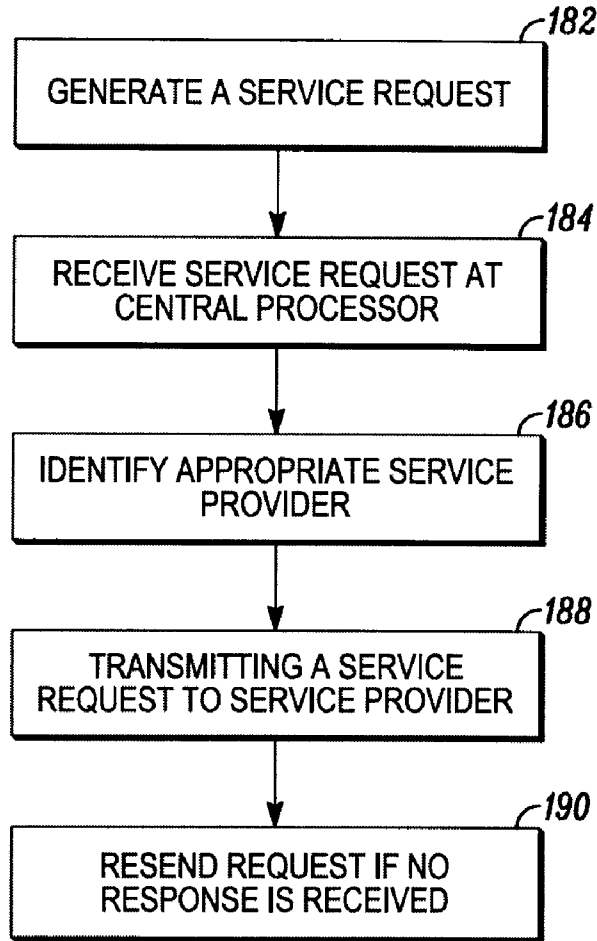 182
GENERATE A SERVICE REQUEST
184
RECEIVE SERVICE REQUEST AT
CENTRAL PROCESSOR
186
IDENTIFY APPROPRIATE SERVICE
PROVIDER
188
TRANSMITTING A SERVICE
REQUEST TO SERVICE PROVIDER
190
RESEND REQUEST IF NO
RESPONSE IS RECEIVED